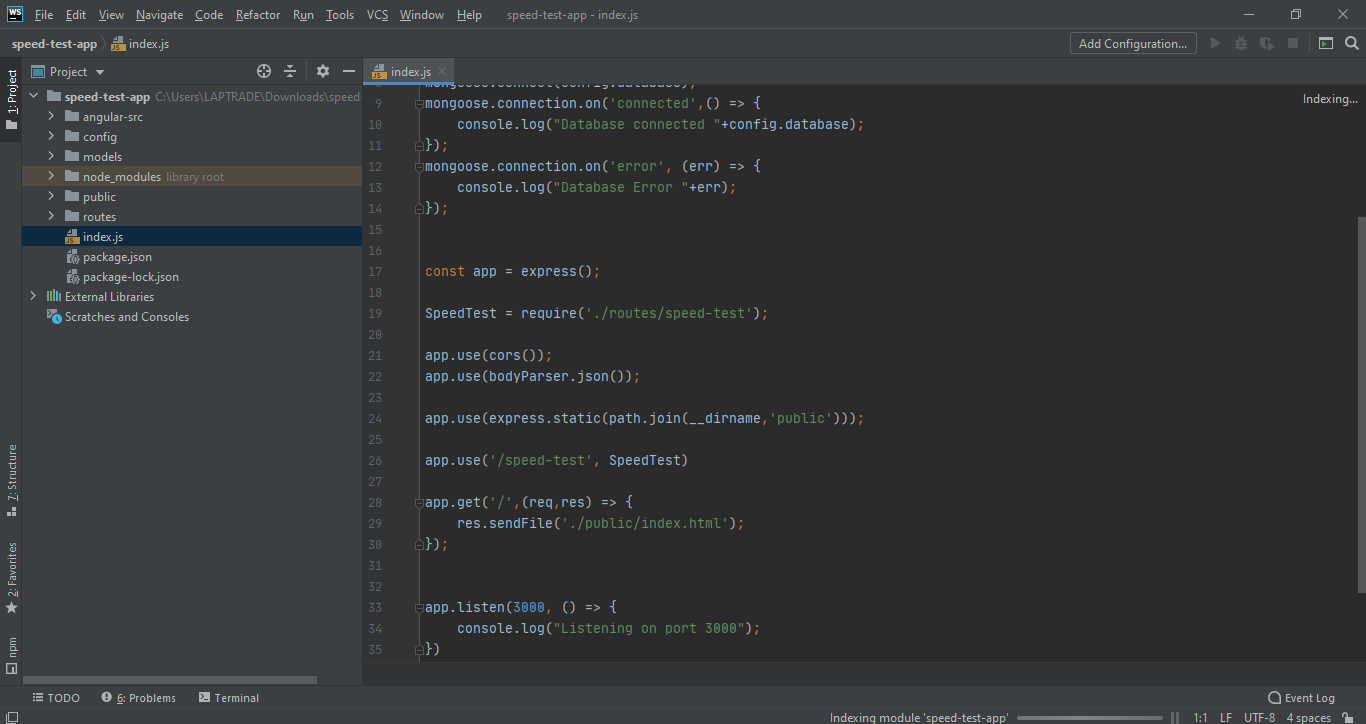 WS File Edit View Navigate Code Refactor Run Tools VCS Window Help speed-test-app - index.js
speed-test-app index.js Add Configuration...
1: Project
Project
speed-test-app C:\Users\LAPTRADE\Downloads\speed-
angular-src
config
models
node_modules library root
public
routes
index.js
package.json
package-lock.json
External Libraries
Scratches and Consoles
7: Structure
2: Favorites
npm
index.js
Indexing...
8 mongoose.connect(config.database);
9 mongoose.connection.on('connected',() => {
10 console.log("Database connected "+config.database);
11 });
12 mongoose.connection.on('error', (err) => {
13 console.log("Database Error "+err);
14 });
15
16
17 const app = express();
18
19 SpeedTest = require('./routes/speed-test');
20
21 app.use(cors());
22 app.use(bodyParser.json());
23
24 app.use(express.static(path.join(__dirname,'public')));
25
26 app.use('/speed-test', SpeedTest)
27
28 app.get('/',(req,res) => {
29 res.sendFile('./public/index.html');
30 });
31
32
33 app.listen(3000, () => {
34 console.log("Listening on port 3000");
35 })
TODO 6: Problems Terminal Event Log
Indexing module 'speed-test-app' 1:1 LF UTF-8 4 spaces